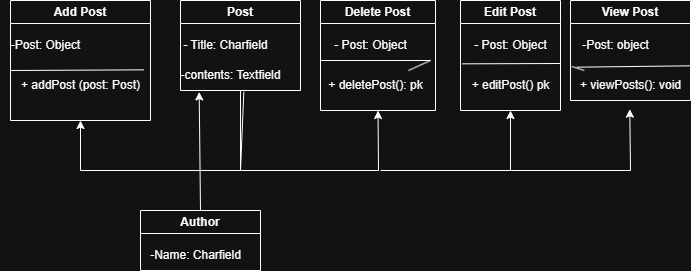 Add Post
-Post: Object
+ addPost (post: Post)
Post
- Title: Charfield
-contents: Textfield
Delete Post
- Post: Object
+ deletePost(): pk
Edit Post
- Post: Object
+ editPost() pk
View Post
-Post: object
+ viewPosts(): void
Author
-Name: Charfield